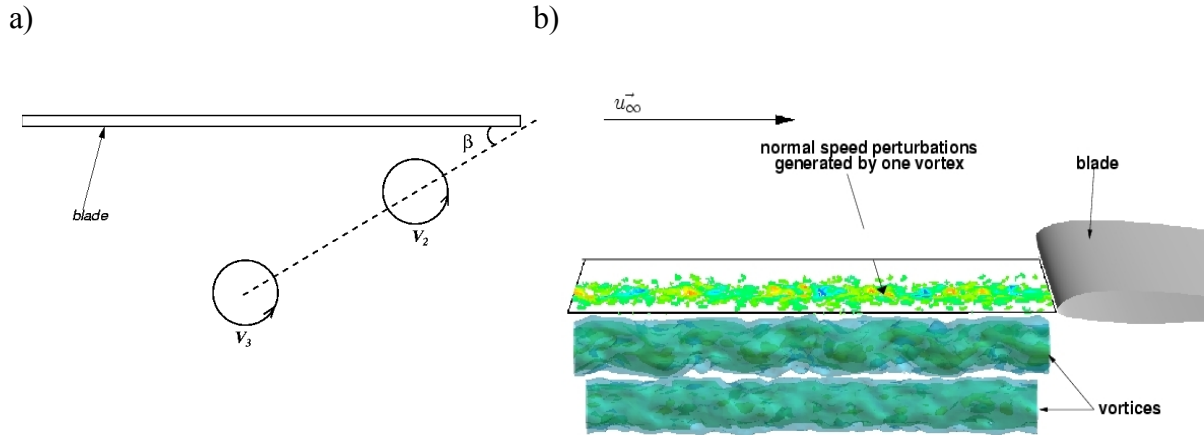 a)
β
blade
V2
V3
b)
u∞
normal speed perturbations
generated by one vortex
blade
vortices